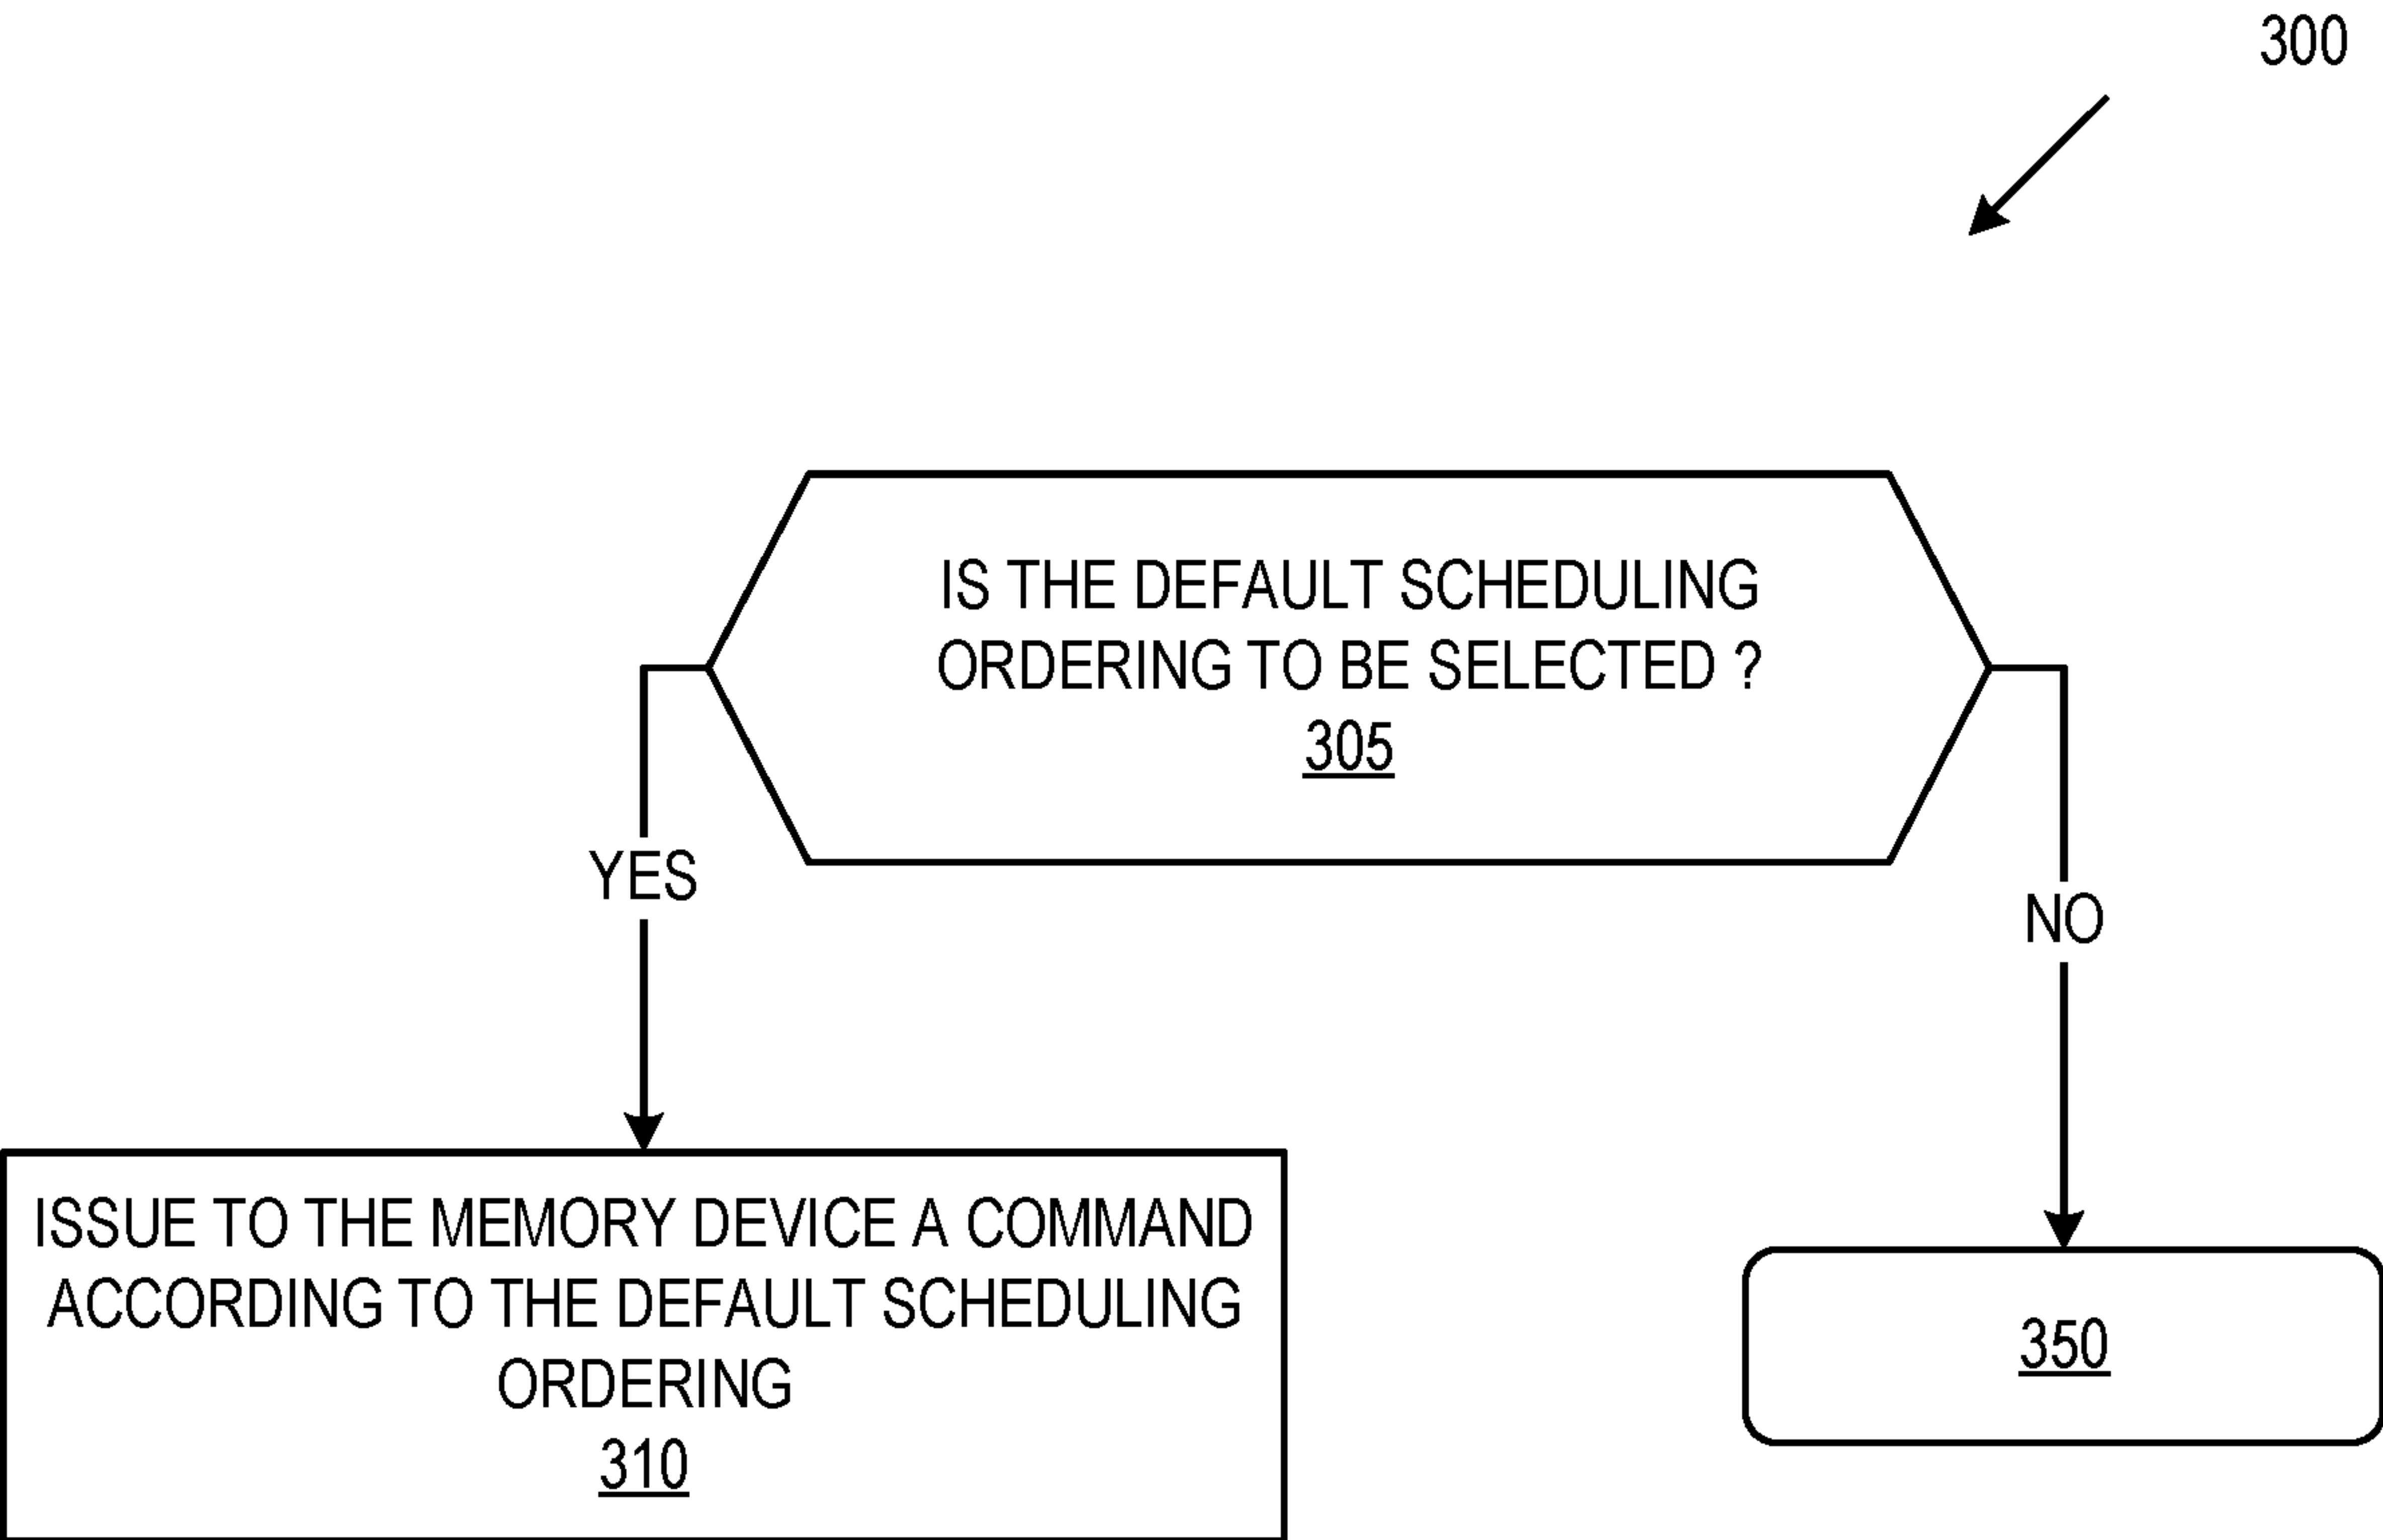 300
IS THE DEFAULT SCHEDULING
ORDERING TO BE SELECTED ?
305
YES
NO
ISSUE TO THE MEMORY DEVICE A COMMAND
ACCORDING TO THE DEFAULT SCHEDULING
ORDERING
310
350